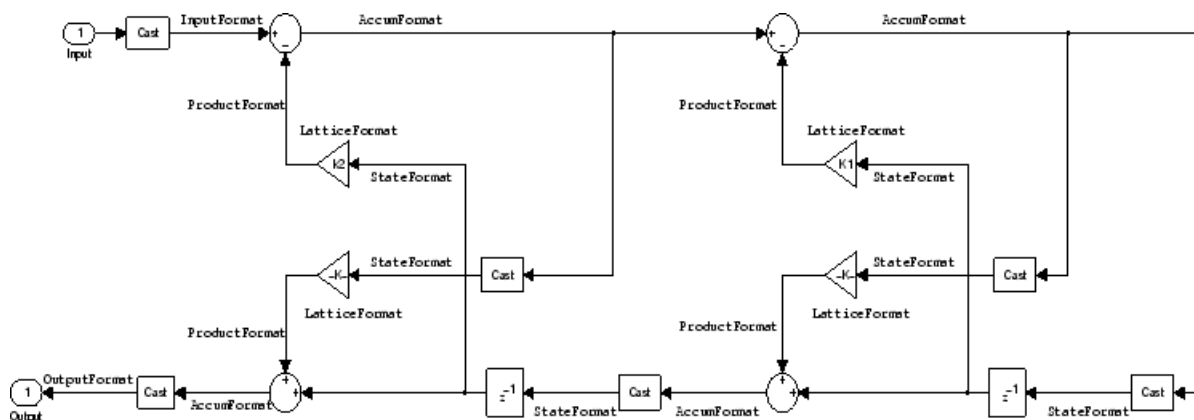 InputFormat
AccumFormat
AccumFormat
1
Cast
+
−
+
−
Input
ProductFormat
ProductFormat
LatticeFormat
LatticeFormat
k2
K1
StateFormat
StateFormat
StateFormat
StateFormat
-K-
Cast
-K-
Cast
LatticeFormat
LatticeFormat
ProductFormat
ProductFormat
OutputFormat
+
+
1
Cast
+
z⁻¹
Cast
+
z⁻¹
Cast
AccumFormat
StateFormat
AccumFormat
StateFormat
Output